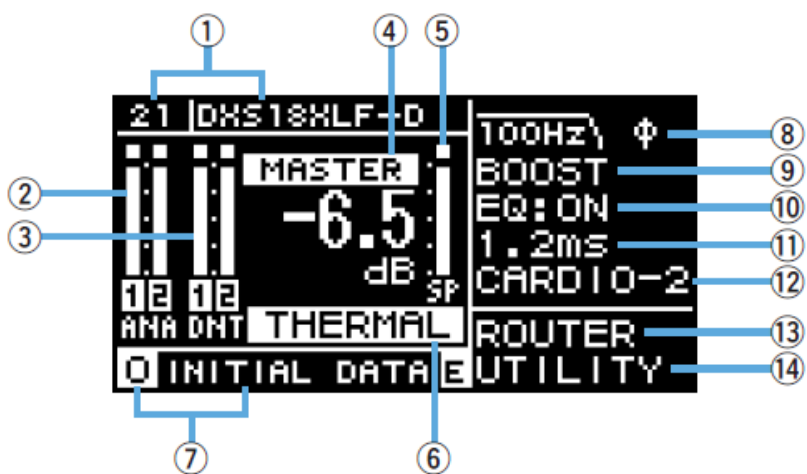 ① ④ ⑤
21 DXS18XLF-D
100Hz ϕ ⑧
MASTER
BOOST ⑨
②
-6.5
EQ:ON ⑩
③
1.2ms ⑪
dB
CARDIO-2 ⑫
1 2 1 2 SP
ANA DNT THERMAL
ROUTER ⑬
0 INITIAL DATA E
UTILITY ⑭
⑦ ⑥